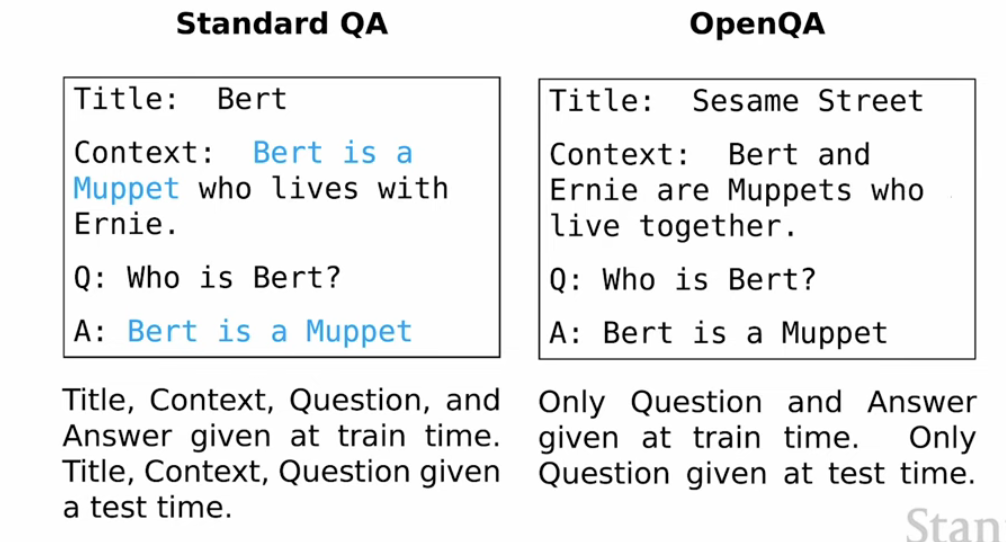 Standard QA
Title: Bert
Context: Bert is a
Muppet who lives with
Ernie.
Q: Who is Bert?
A: Bert is a Muppet
Title, Context, Question, and
Answer given at train time.
Title, Context, Question given
a test time.
OpenQA
Title: Sesame Street
Context: Bert and
Ernie are Muppets who
live together.
Q: Who is Bert?
A: Bert is a Muppet
Only Question and Answer
given at train time. Only
Question given at test time.
Stan